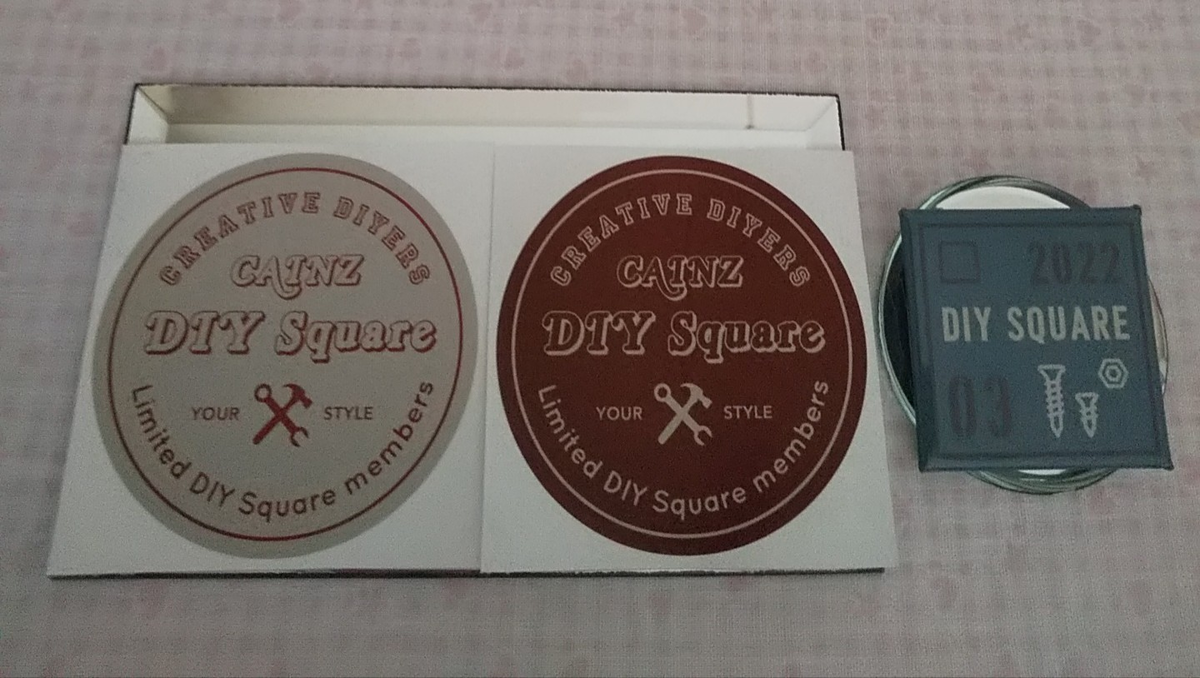 CREATIVE DIYERS
CAINZ
DIY Square
YOUR STYLE
Limited DIY Square members
CREATIVE DIYERS
CAINZ
DIY Square
YOUR STYLE
Limited DIY Square members
2022
DIY SQUARE
03